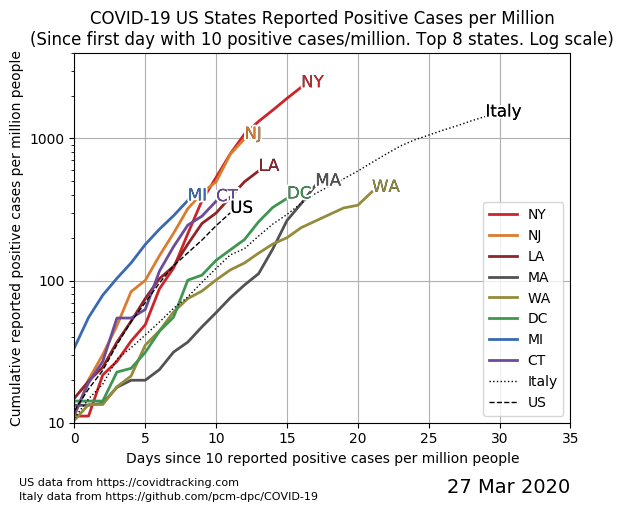 COVID-19 US States Reported Positive Cases per Million
(Since first day with 10 positive cases/million. Top 8 states. Log scale)
Cumulative reported positive cases per million people
1000
100
10
NY
NJ
LA
MI
CT
US
DC
MA
WA
Italy
NY
NJ
LA
MA
WA
DC
MI
CT
Italy
US
0 5 10 15 20 25 30 35
Days since 10 reported positive cases per million people
US data from https://covidtracking.com
Italy data from https://github.com/pcm-dpc/COVID-19
27 Mar 2020